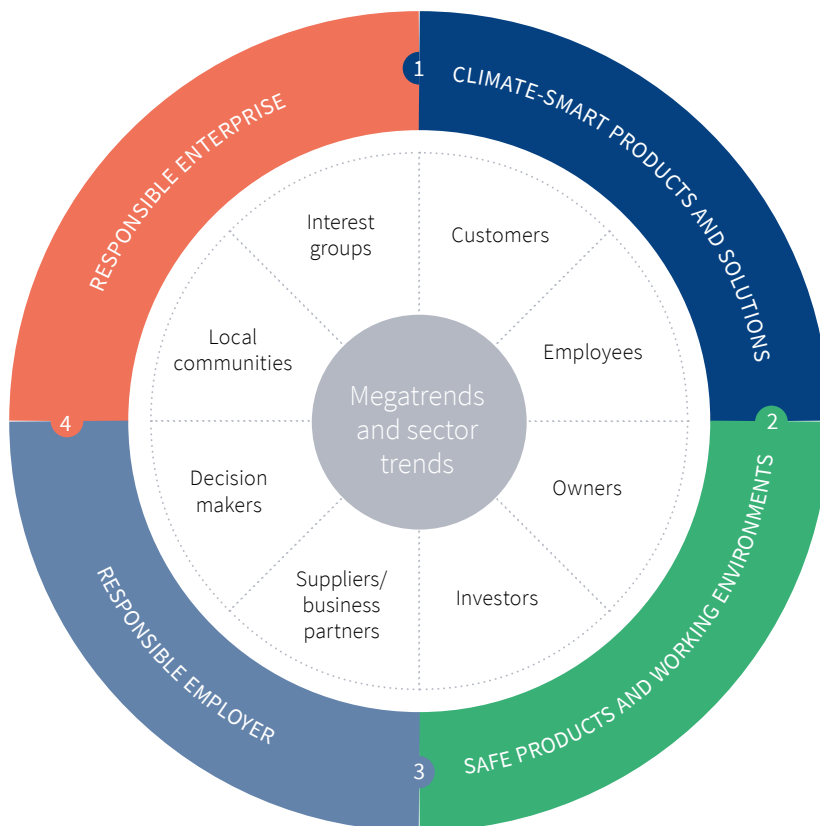 1
CLIMATE-SMART PRODUCTS AND SOLUTIONS
2
SAFE PRODUCTS AND WORKING ENVIRONMENTS
3
RESPONSIBLE EMPLOYER
4
RESPONSIBLE ENTERPRISE
Customers
Employees
Owners
Investors
Suppliers/
business
partners
Decision
makers
Local
communities
Interest
groups
Megatrends
and sector
trends